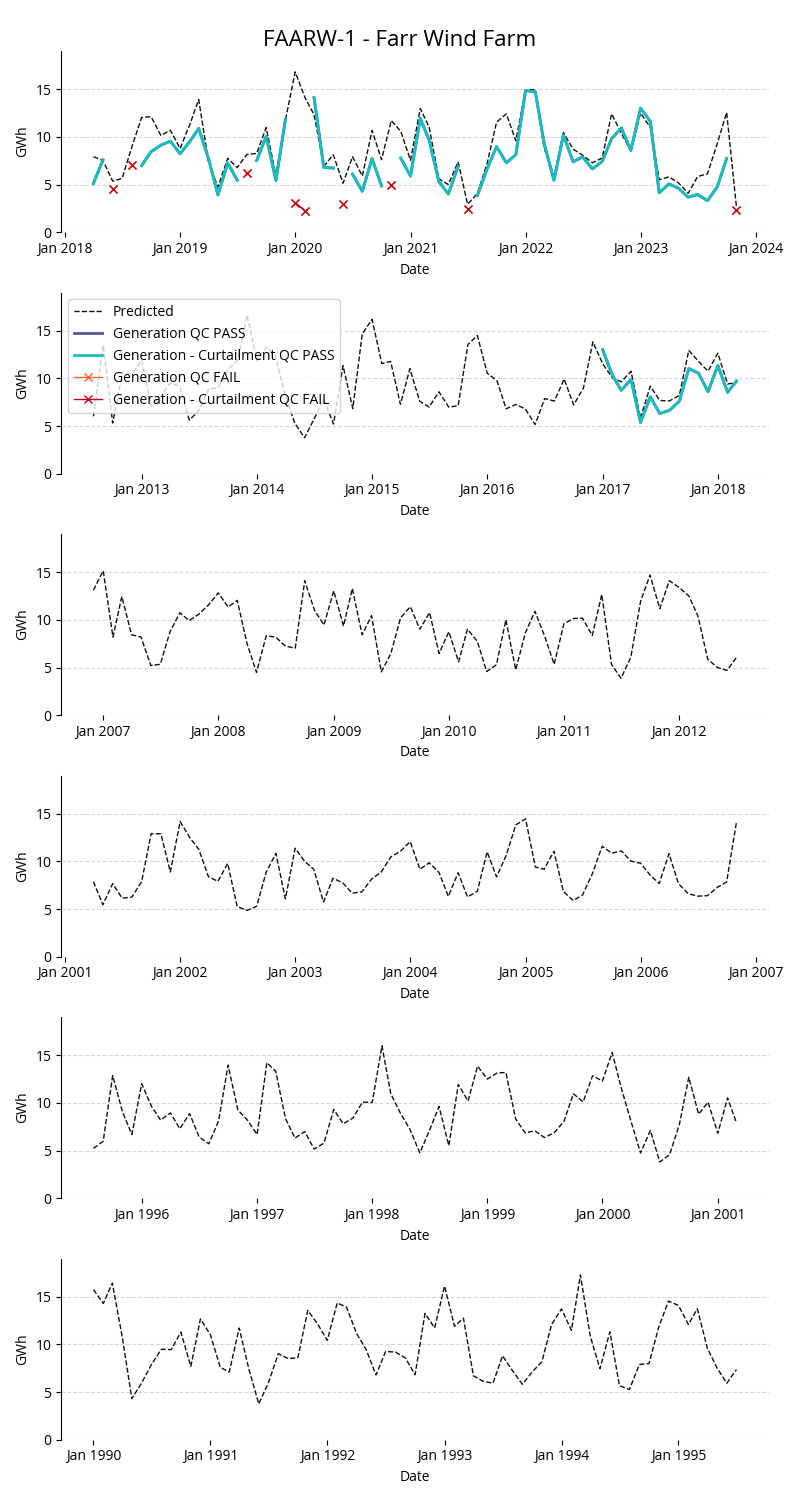 FAARW-1 - Farr Wind Farm
GWh
15
10
5
0
Jan 2018 Jan 2019 Jan 2020 Jan 2021 Jan 2022 Jan 2023 Jan 2024
Date
GWh
15
10
5
0
Predicted
Generation QC PASS
Generation - Curtailment QC PASS
Generation QC FAIL
Generation - Curtailment QC FAIL
Jan 2013 Jan 2014 Jan 2015 Jan 2016 Jan 2017 Jan 2018
Date
GWh
15
10
5
0
Jan 2007 Jan 2008 Jan 2009 Jan 2010 Jan 2011 Jan 2012
Date
GWh
15
10
5
0
Jan 2001 Jan 2002 Jan 2003 Jan 2004 Jan 2005 Jan 2006 Jan 2007
Date
GWh
15
10
5
0
Jan 1996 Jan 1997 Jan 1998 Jan 1999 Jan 2000 Jan 2001
Date
GWh
15
10
5
0
Jan 1990 Jan 1991 Jan 1992 Jan 1993 Jan 1994 Jan 1995
Date